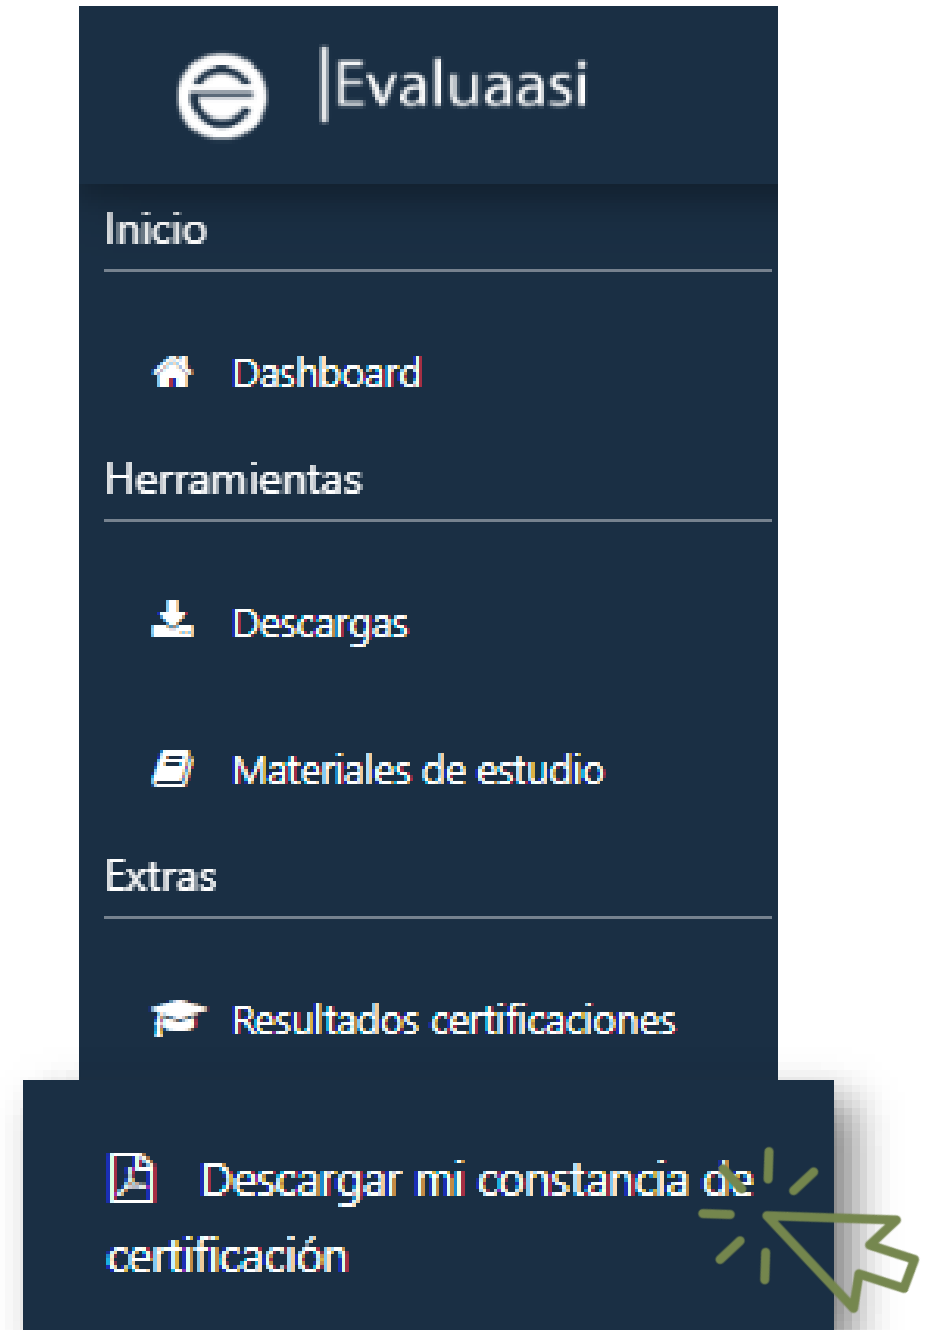 |Evaluaasi
Inicio
Dashboard
Herramientas
Descargas
Materiales de estudio
Extras
Resultados certificaciones
Descargar mi constancia de
certificación